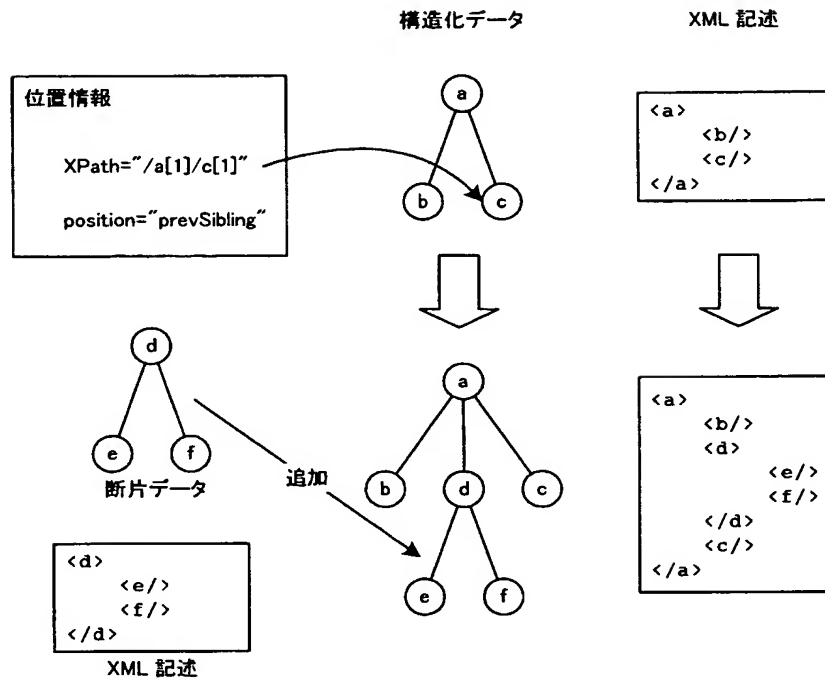 構造化データ
XML 記述
位置情報
XPath="/a[1]/c[1]"
position="prevSibling"
a
b
c
<a>
<b/>
<c/>
</a>
d
e
f
断片データ
追加
a
b
d
c
e
f
<a>
<b/>
<d>
<e/>
<f/>
</d>
<c/>
</a>
<d>
<e/>
<f/>
</d>
XML 記述